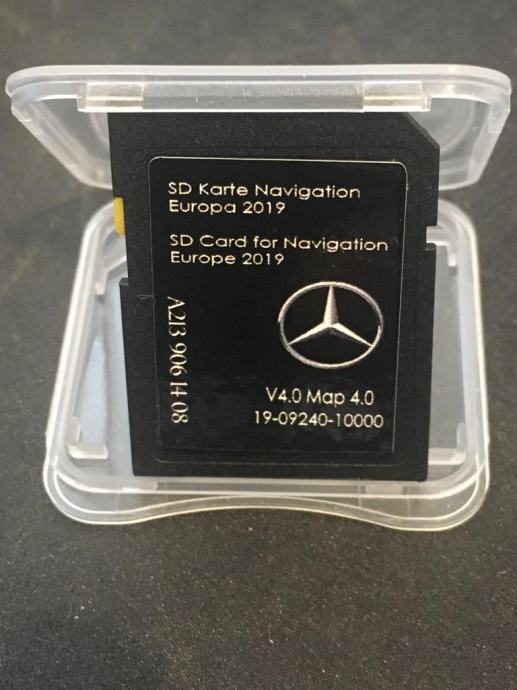 SD Karte Navigation
Europa 2019
SD Card for Navigation
Europe 2019
A213 906 14 08
V4.0 Map 4.0
19-09240-10000